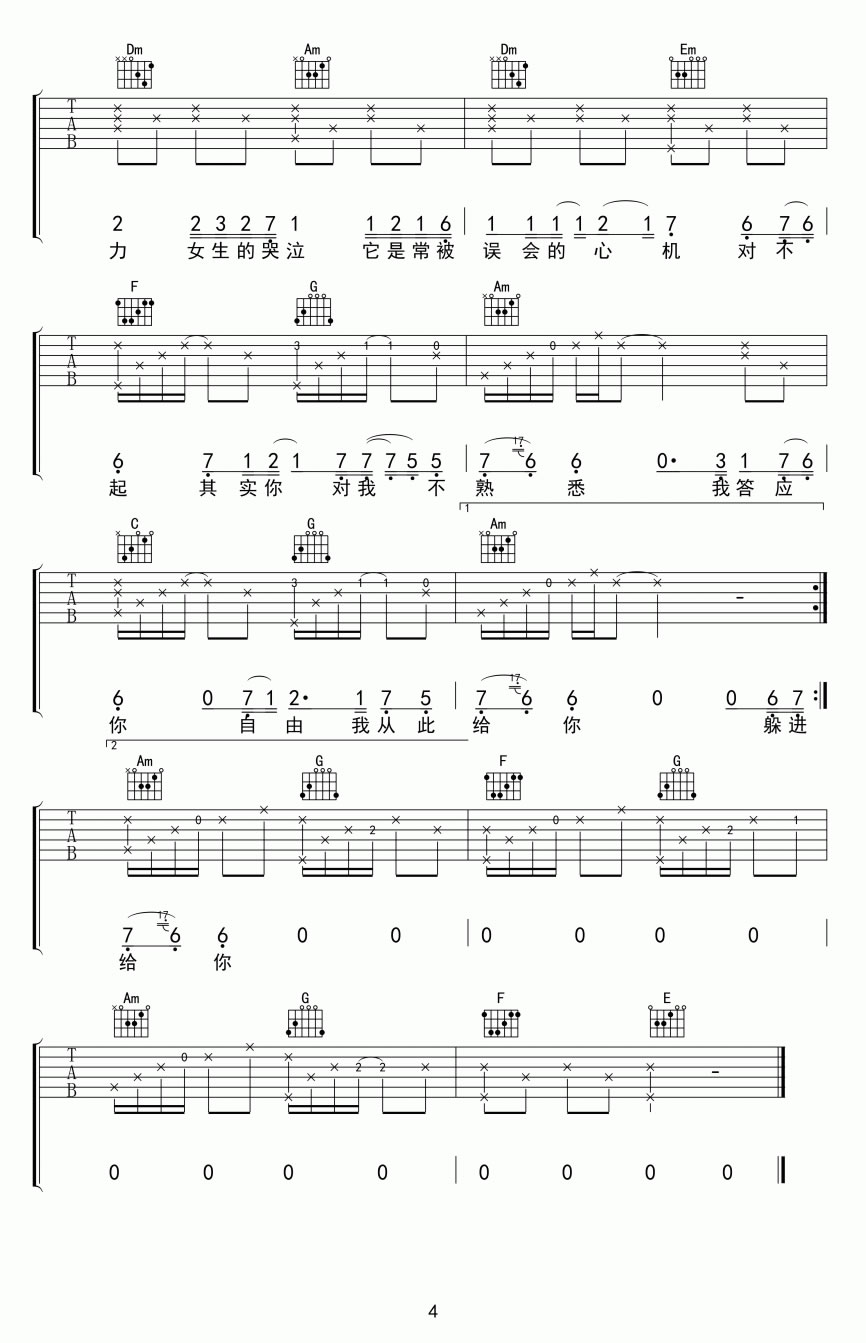 Dm Am Dm Em
T A B
2 2 3 2 7 1 1 2 1 6 1 1 1 1 2 1 7 6 7 6
力 女生的哭泣 它是常被 误会的心机 对不
F G Am
T A B
3 1 1 0 0
6 7 1 2 1 7 7 7 5 5 7 17 6 6 0· 3 1 7 6
起 其实你 对我 不熟悉 我答应
1
C G Am
T A B
3 1 1 0 0 -
6 0 7 1 2· 1 7 5 7 17 6 6 0 0 6 7
你 自由 我从此给你 躲进
2
Am G F G
T A B
0 2 0 2 1
7 17 6 6 0 0 0 0 0 0
给 你
Am G F E
T A B
0 2 2 -
0 0 0 0 0 0 0 0
4